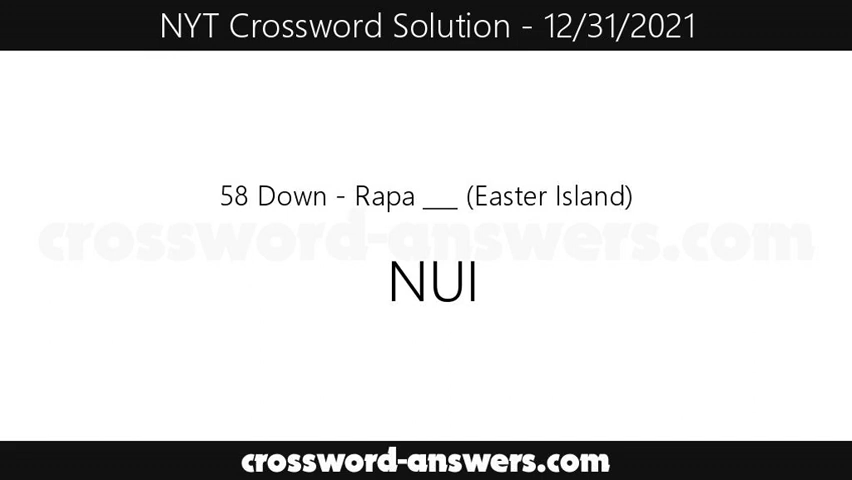 NYT Crossword Solution - 12/31/2021
58 Down - Rapa ___ (Easter Island)
crossword-answers.com
NUI
crossword-answers.com